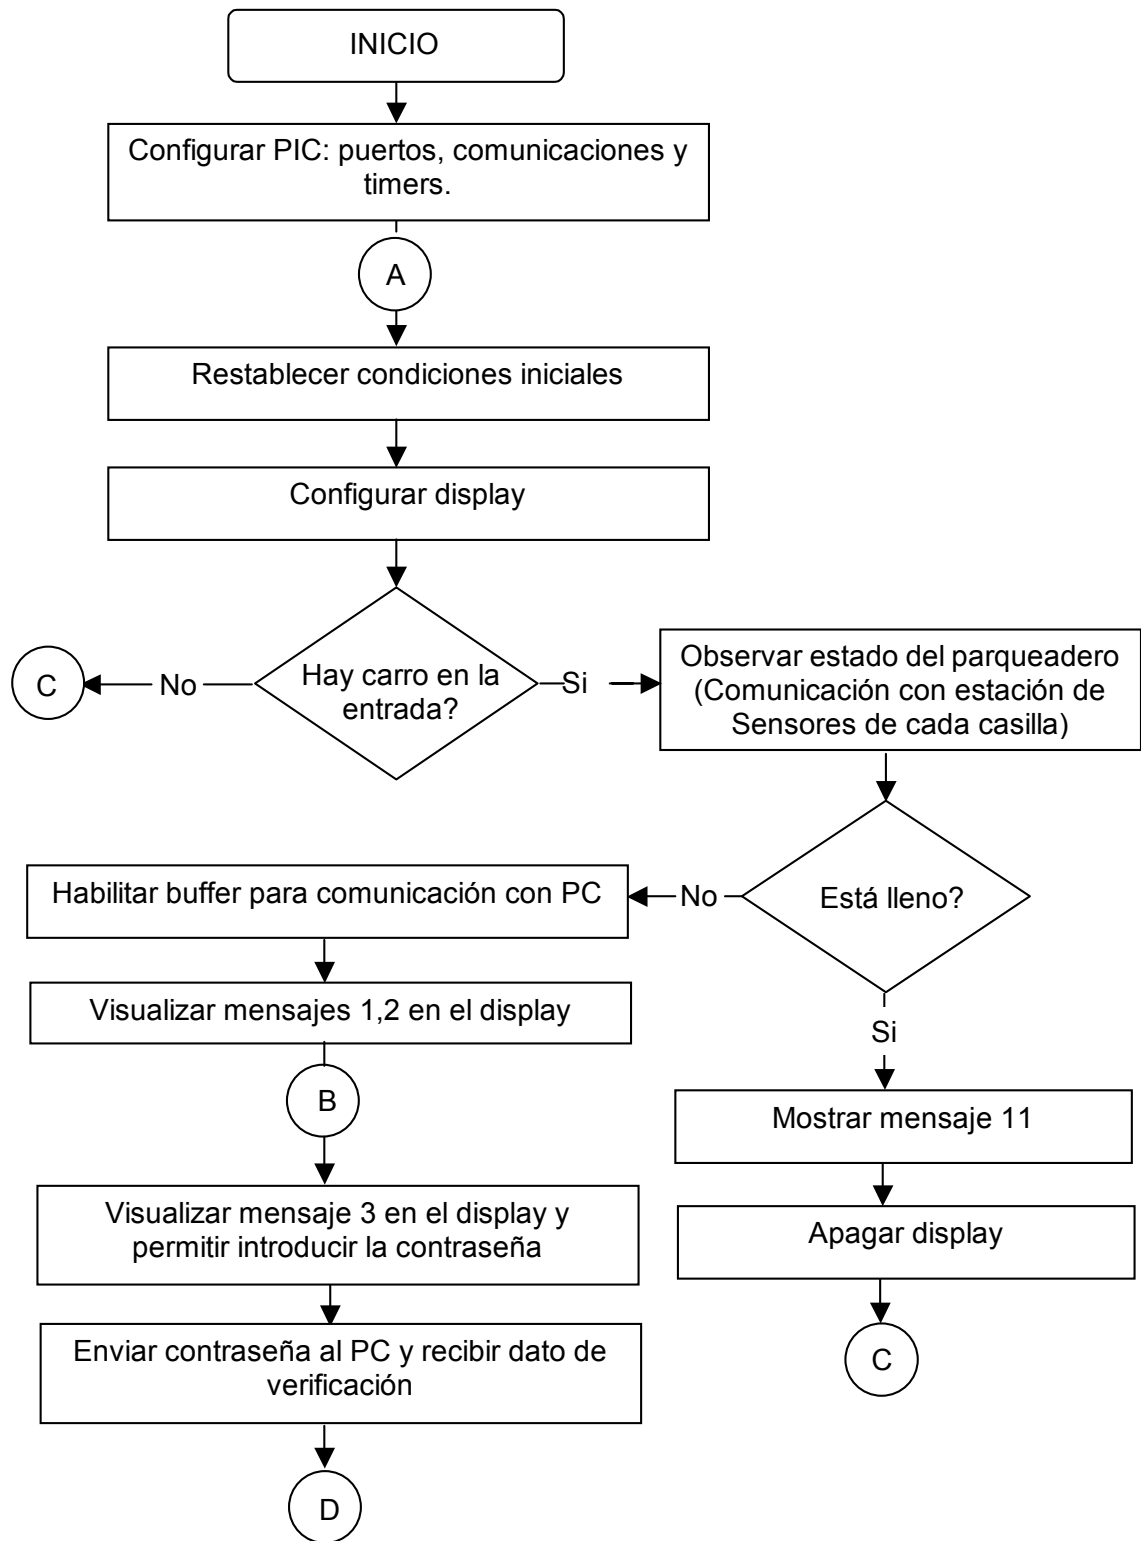 INICIO
Configurar PIC: puertos, comunicaciones y
timers.
A
Restablecer condiciones iniciales
Configurar display
Hay carro en la
entrada?
No
C
Si
Observar estado del parqueadero
(Comunicación con estación de
Sensores de cada casilla)
Está lleno?
No
Habilitar buffer para comunicación con PC
Visualizar mensajes 1,2 en el display
B
Visualizar mensaje 3 en el display y
permitir introducir la contraseña
Enviar contraseña al PC y recibir dato de
verificación
D
Si
Mostrar mensaje 11
Apagar display
C